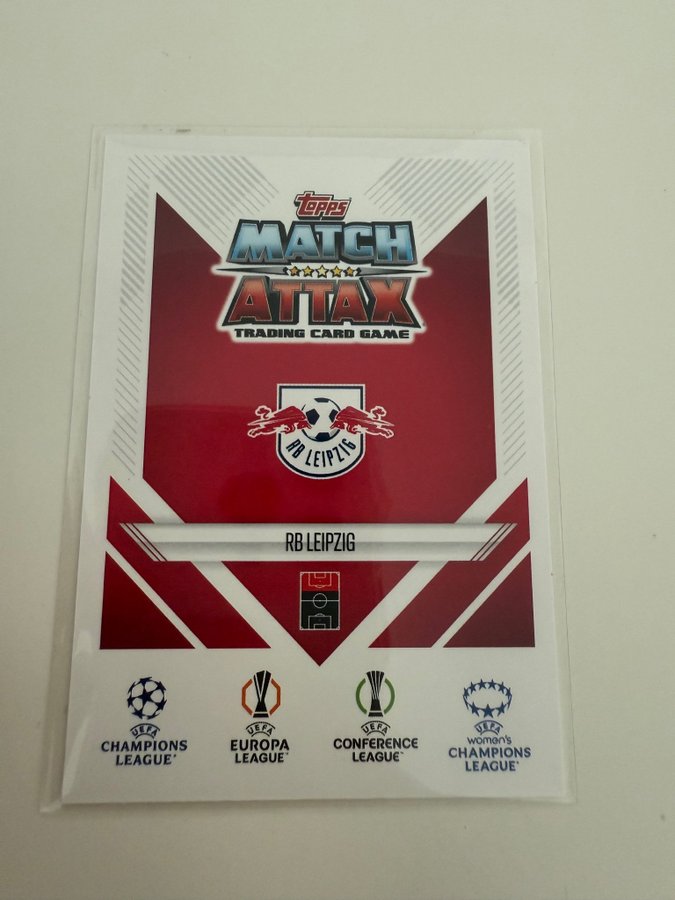 Topps
MATCH
ATTAX
TRADING CARD GAME
RB LEIPZIG
RB LEIPZIG
UEFA
CHAMPIONS
LEAGUE
UEFA
EUROPA
LEAGUE
UEFA
CONFERENCE
LEAGUE
UEFA
WOMEN'S
CHAMPIONS
LEAGUE